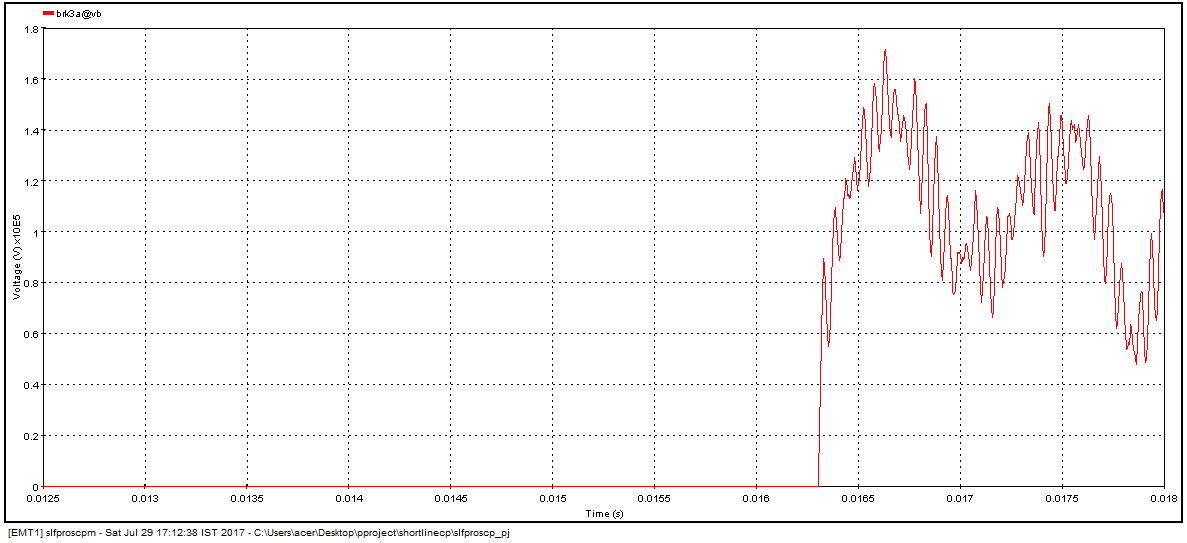 brk3a@vb
1.8
1.6
1.4
1.2
1
0.8
0.6
0.4
0.2
0
Voltage (V) x10E5
0.0125 0.013 0.0135 0.014 0.0145 0.015 0.0155 0.016 0.0165 0.017 0.0175 0.018
Time (s)
[EMT1] slfproscpm - Sat Jul 29 17:12:38 IST 2017 - C:\Users\acer\Desktop\pproject\shortlinecp\slfproscp_pj